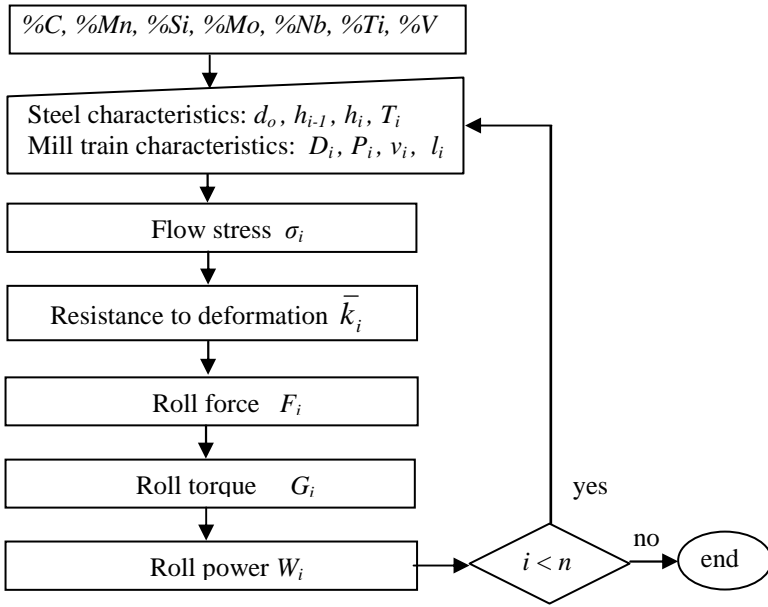 %C, %Mn, %Si, %Mo, %Nb, %Ti, %V
Steel characteristics: dₒ, hᵢ₋₁, hᵢ, Tᵢ
Mill train characteristics: Dᵢ, Pᵢ, vᵢ, lᵢ
Flow stress σᵢ
Resistance to deformation k̄ᵢ
Roll force Fᵢ
Roll torque Gᵢ
yes
Roll power Wᵢ
i < n
no
end